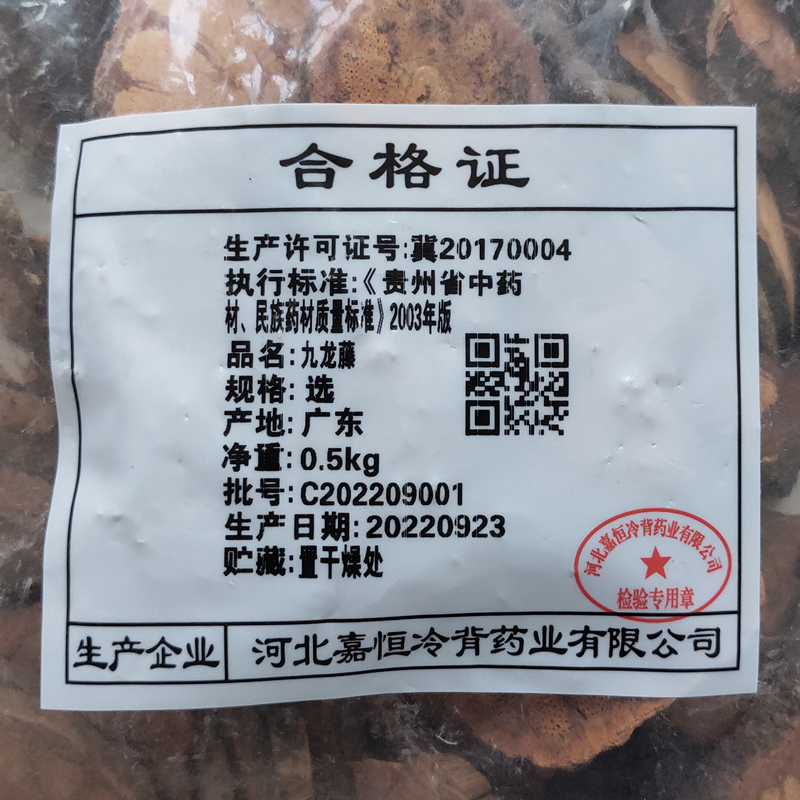 合格证
生产许可证号:冀20170004
执行标准:《贵州省中药
材、民族药材质量标准》2003年版
品名:九龙藤
规格:选
产地:广东
净重:0.5kg
批号:C202209001
生产日期:20220923
贮藏:置干燥处
河北嘉恒冷背药业有限公司
检验专用章
生产企业 河北嘉恒冷背药业有限公司